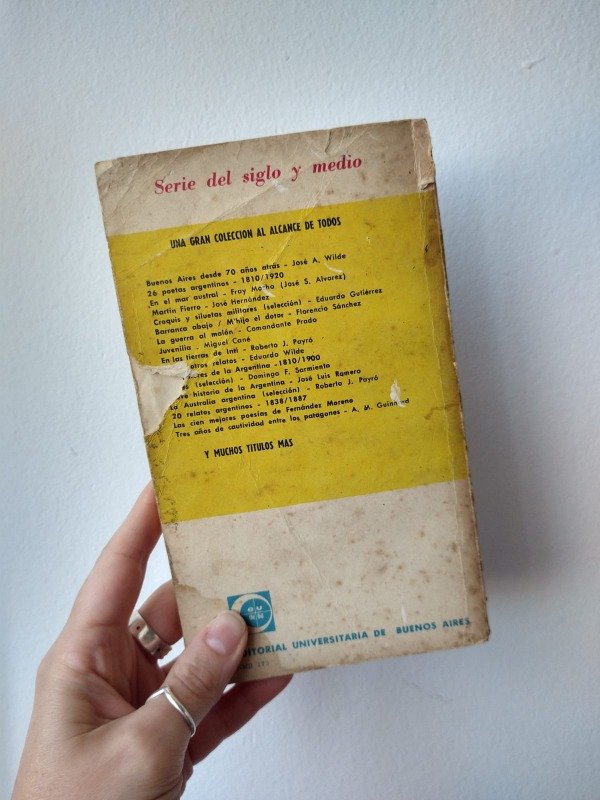 Serie del siglo y medio
UNA GRAN COLECCION AL ALCANCE DE TODOS
Buenos Aires desde 70 años atrás - José A. Wilde
26 poetas argentinos - 1810/1920
En el mar austral - Fray Mocho (José S. Alvarez)
Martín Fierro - José Hernández
Croquis y siluetas militares (selección) - Eduardo Gutiérrez
Barranca abajo / M'hijo el dotor - Florencio Sánchez
La guerra al malón - Comandante Prado
Juvenilia - Miguel Cané
En las tierras de Inti - Roberto J. Payró
otros relatos - Eduardo Wilde
de la Argentina - 1810/1900
(selección) - Domingo F. Sarmiento
historia de la Argentina - José Luis Romero
La Australia argentina (selección) - Roberto J. Payró
20 relatos argentinos - 1838/1887
Las cien mejores poesías de Fernández Moreno
Tres años de cautividad entre los patagones - A. M. Guinnard
Y MUCHOS TITULOS MAS
eu
DITORIAL UNIVERSITARIA DE BUENOS AIRES